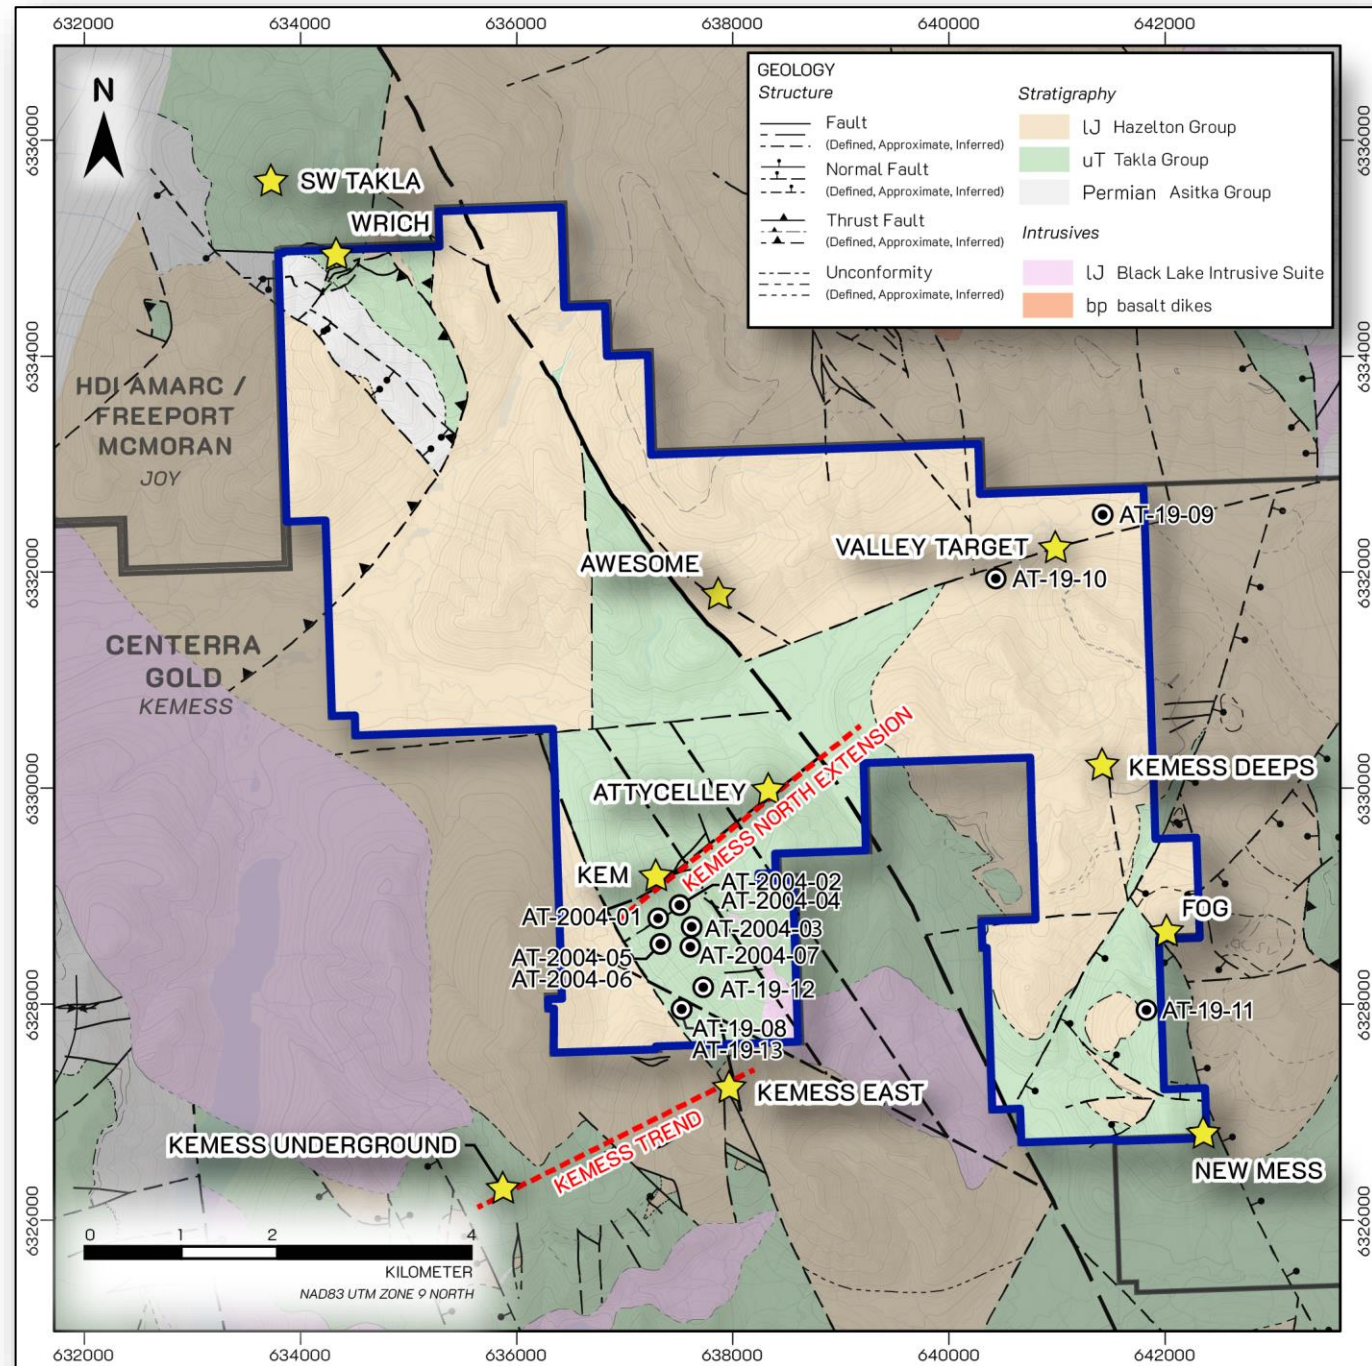 632000
634000
636000
638000
640000
642000
6336000
6334000
6332000
6330000
6328000
6326000
6336000
6334000
6332000
6330000
6328000
6326000
N
GEOLOGY
Structure
Fault
(Defined, Approximate, Inferred)
Normal Fault
(Defined, Approximate, Inferred)
Thrust Fault
(Defined, Approximate, Inferred)
Unconformity
(Defined, Approximate, Inferred)
Stratigraphy
lJ Hazelton Group
uT Takla Group
Permian Asitka Group
Intrusives
lJ Black Lake Intrusive Suite
bp basalt dikes
SW TAKLA
WRICH
HDI AMARC /
FREEPORT
MCMORAN
JOY
CENTERRA
GOLD
KEMESS
AWESOME
VALLEY TARGET
AT-19-09
AT-19-10
ATTYCELLEY
KEMESS NORTH EXTENSION
KEMESS DEEPS
KEM
AT-2004-02
AT-2004-04
AT-2004-01
AT-2004-03
AT-2004-05
AT-2004-06
AT-2004-07
AT-19-12
AT-19-08
AT-19-13
FOG
AT-19-11
KEMESS EAST
KEMESS TREND
KEMESS UNDERGROUND
NEW MESS
0 1 2 4
KILOMETER
NAD83 UTM ZONE 9 NORTH
632000
634000
636000
638000
640000
642000